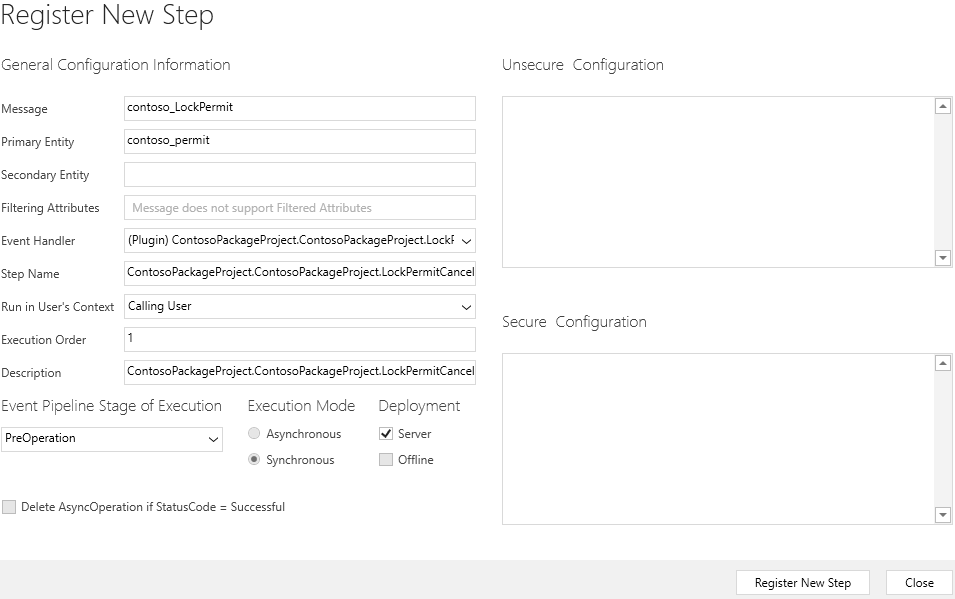 Register New Step
General Configuration Information
Message contoso_LockPermit
Primary Entity contoso_permit
Secondary Entity
Filtering Attributes Message does not support Filtered Attributes
Event Handler (Plugin) ContosoPackageProject.ContosoPackageProject.LockF
Step Name ContosoPackageProject.ContosoPackageProject.LockPermitCancel
Run in User's Context Calling User
Execution Order 1
Description ContosoPackageProject.ContosoPackageProject.LockPermitCancel
Event Pipeline Stage of Execution
PreOperation
Execution Mode
Asynchronous
Synchronous
Deployment
Server
Offline
Delete AsyncOperation if StatusCode = Successful
Unsecure Configuration
Secure Configuration
Register New Step
Close